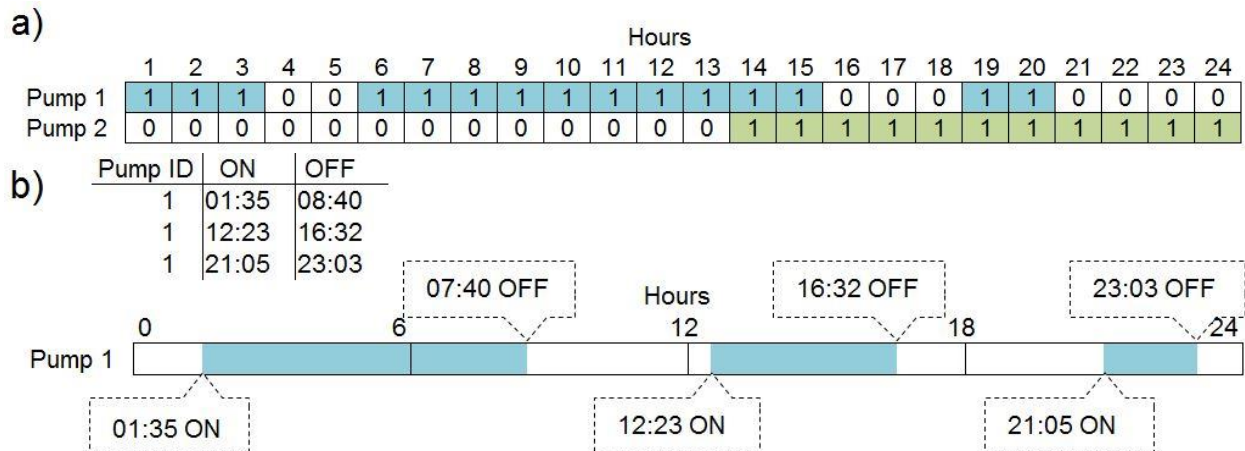 a)
Hours
1 2 3 4 5 6 7 8 9 10 11 12 13 14 15 16 17 18 19 20 21 22 23 24
Pump 1 1 1 1 0 0 1 1 1 1 1 1 1 1 1 1 0 0 0 1 1 0 0 0 0
Pump 2 0 0 0 0 0 0 0 0 0 0 0 0 0 1 1 1 1 1 1 1 1 1 1 1
b)
Pump ID ON OFF
1 01:35 08:40
1 12:23 16:32
1 21:05 23:03
07:40 OFF 16:32 OFF 23:03 OFF
Hours
0 6 12 18 24
Pump 1
01:35 ON 12:23 ON 21:05 ON